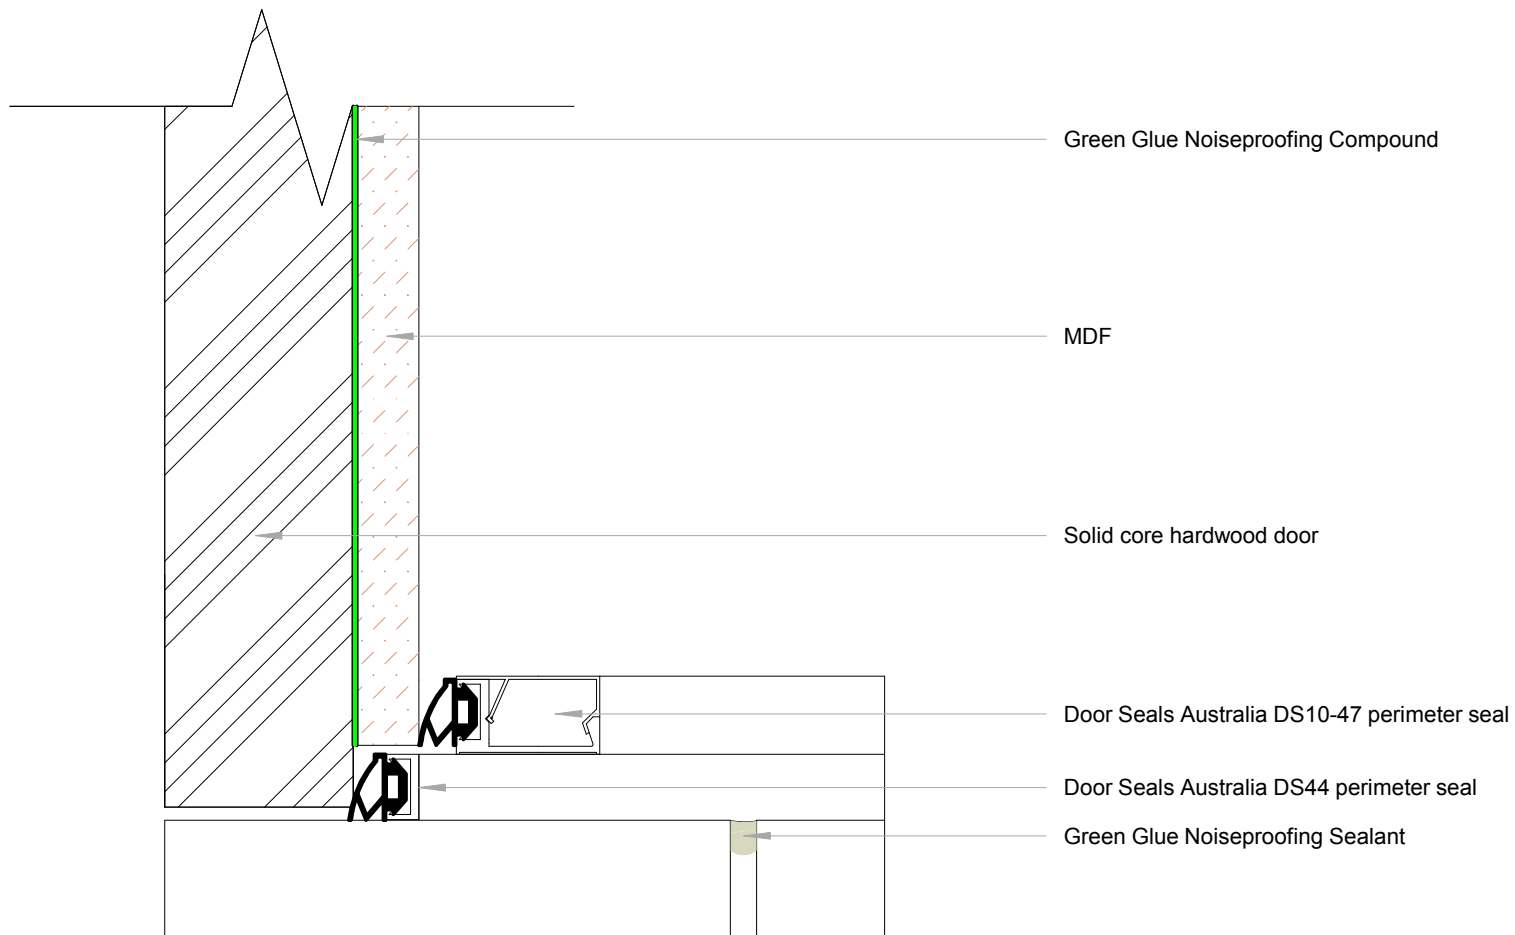 Green Glue Noiseproofing Compound
MDF
Solid core hardwood door
Door Seals Australia DS10-47 perimeter seal
Door Seals Australia DS44 perimeter seal
Green Glue Noiseproofing Sealant